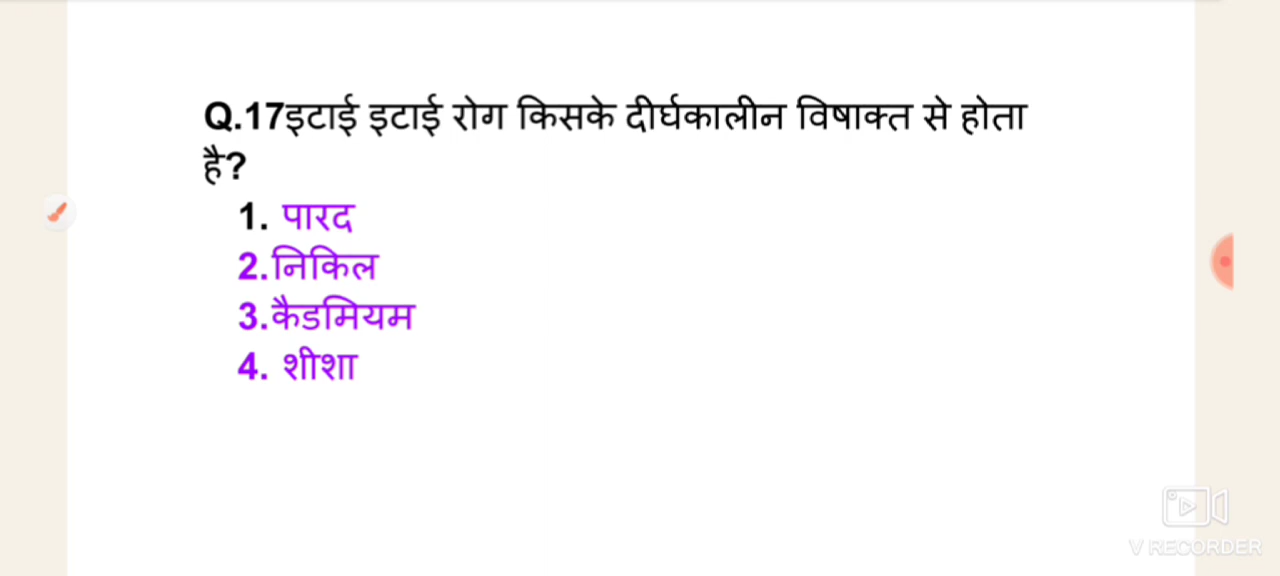 Q.17इटाई इटाई रोग किसके दीर्घकालीन विषाक्त से होता
है?
1. पारद
2.निकिल
3.कैडमियम
4. शीशा
V RECORDER